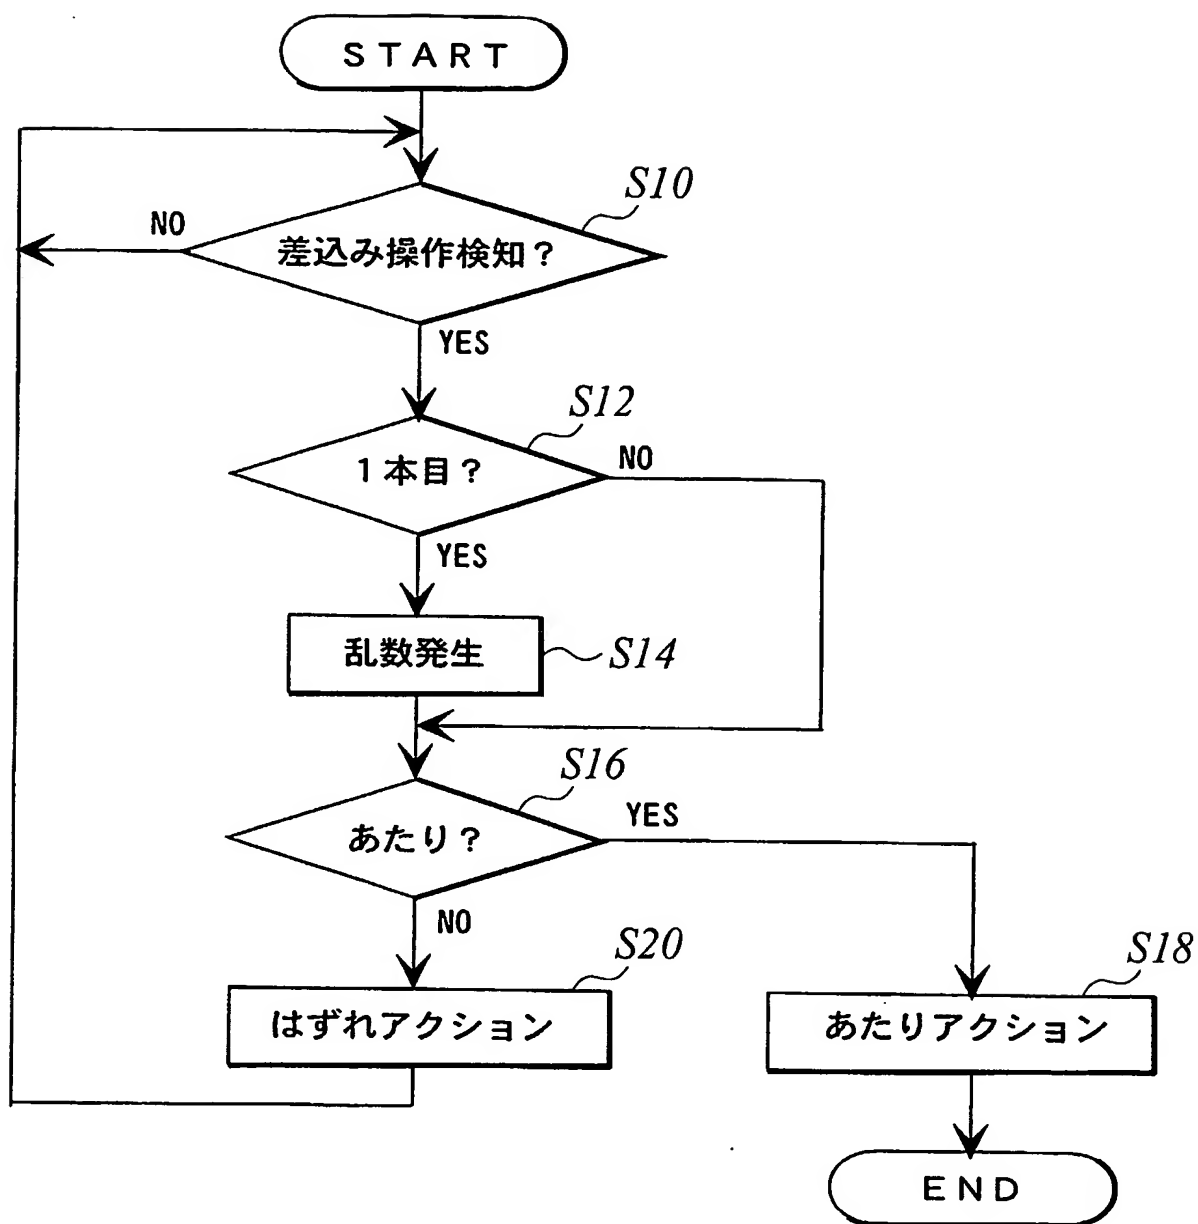 START
S10
NO
差込み操作検知？
YES
S12
1本目？
NO
YES
乱数発生
S14
S16
あたり？
YES
NO
S20
S18
はずれアクション
あたりアクション
END